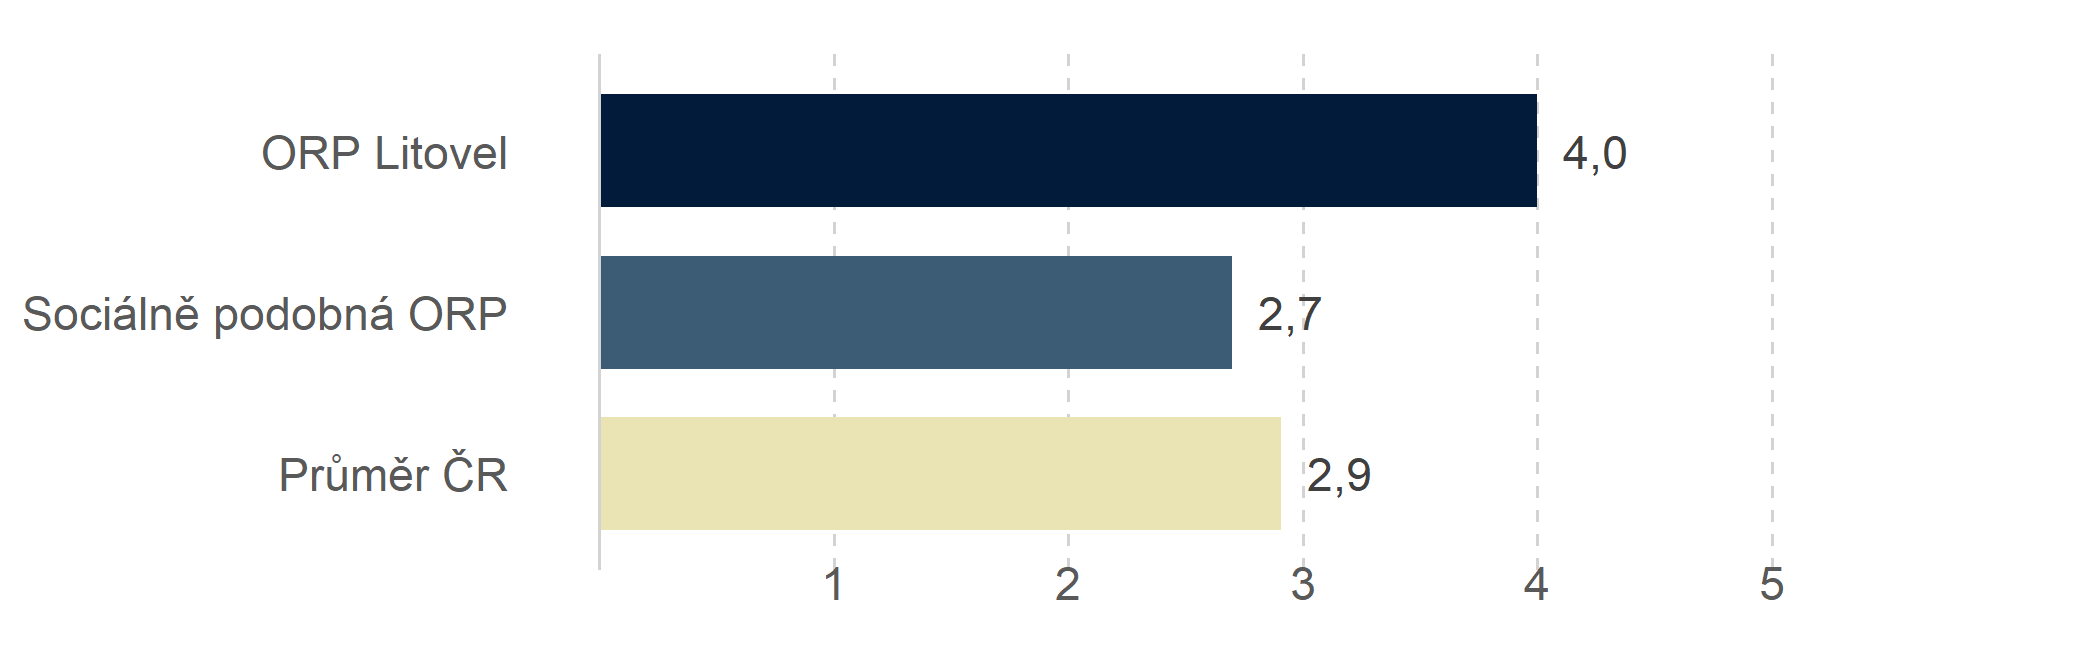 ORP Litovel
4,0
Sociálně podobná ORP
2,7
Průměr ČR
2,9
1 2 3 4 5